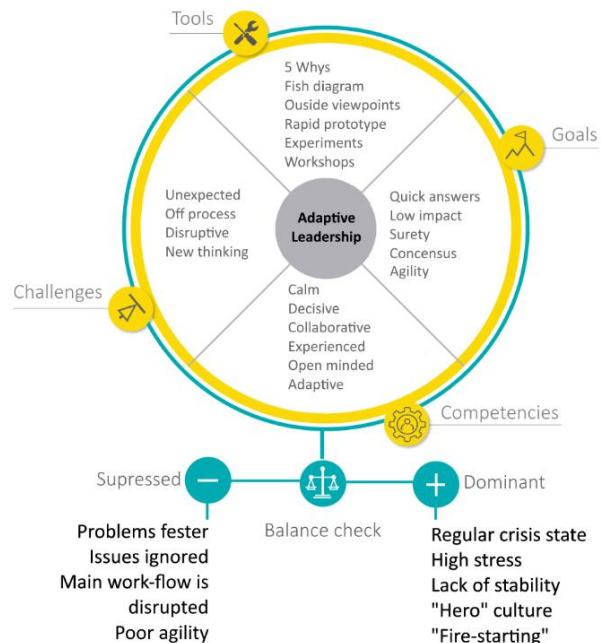 Tools
5 Whys
Fish diagram
Ouside viewpoints
Rapid prototype
Experiments
Workshops
Goals
Quick answers
Low impact
Surety
Concensus
Agility
Unexpected
Off process
Disruptive
New thinking
Adaptive
Leadership
Challenges
Calm
Decisive
Collaborative
Experienced
Open minded
Adaptive
Competencies
Supressed
Balance check
Dominant
Problems fester
Issues ignored
Main work-flow is
disrupted
Poor agility
Regular crisis state
High stress
Lack of stability
"Hero" culture
"Fire-starting"